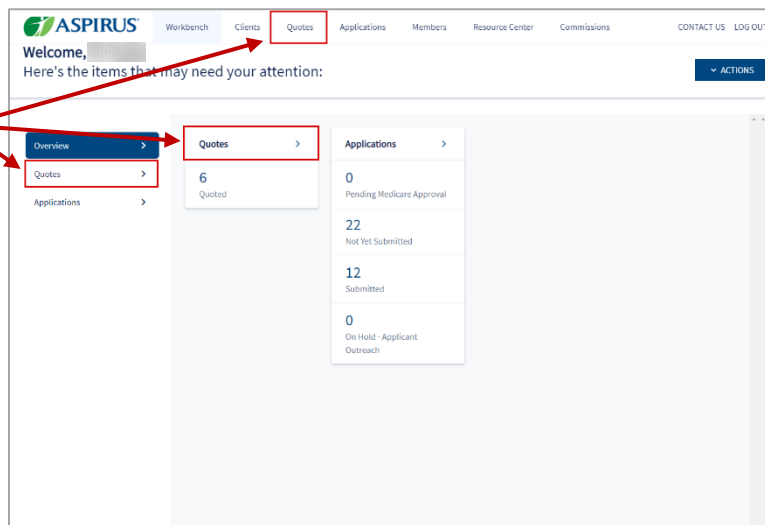 ASPIRUS
Workbench Clients Quotes Applications Members Resource Center Commissions CONTACT US LOG OUT
Welcome,
Here's the items that may need your attention:
ACTIONS
Overview
Quotes
Applications
Quotes
6
Quoted
Applications
0
Pending Medicare Approval
22
Not Yet Submitted
12
Submitted
0
On Hold - Applicant
Outreach